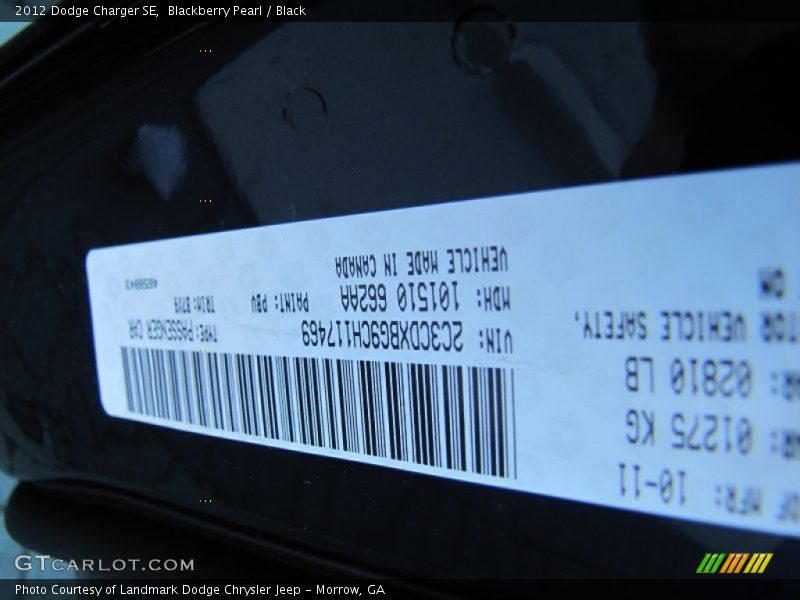 2012 Dodge Charger SE,  Blackberry Pearl / Black
10-11
01275 KG
02810 LB
VEHICLE SAFETY.
VIN: 2C3CDXBG9CH117469
TYPE: PASSENGER CAR
MDH: 101510 662AA
PAINT: PBV
TRIM: B7X9
VEHICLE MADE IN CANADA
GTCARLOT.COM
Photo Courtesy of Landmark Dodge Chrysler Jeep - Morrow, GA